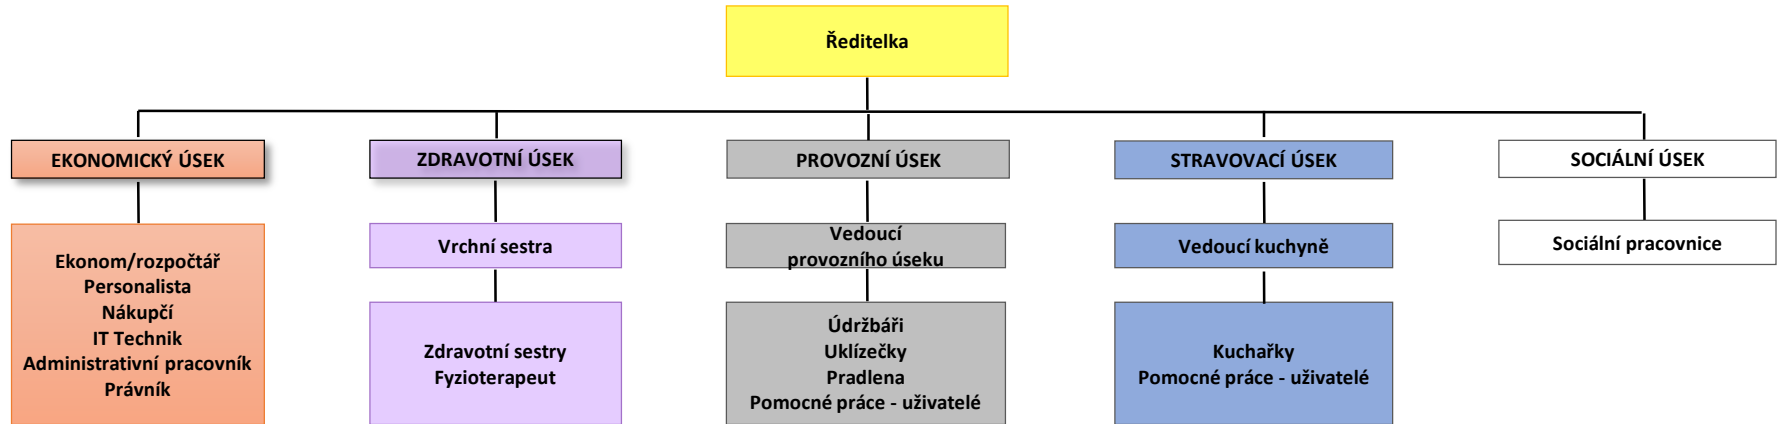 Ředitelka
EKONOMICKÝ ÚSEK
ZDRAVOTNÍ ÚSEK
PROVOZNÍ ÚSEK
STRAVOVACÍ ÚSEK
SOCIÁLNÍ ÚSEK
Ekonom/rozpočtář
Personalista
Nákupčí
IT Technik
Administrativní pracovník
Právník
Vrchní sestra
Zdravotní sestry
Fyzioterapeut
Vedoucí
provozního úseku
Údržbáři
Uklízečky
Pradlena
Pomocné práce - uživatelé
Vedoucí kuchyně
Kuchařky
Pomocné práce - uživatelé
Sociální pracovnice